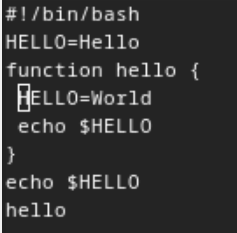 #!/bin/bash
HELLO=Hello
function hello {
 HELLO=World
 echo $HELLO
}
echo $HELLO
hello